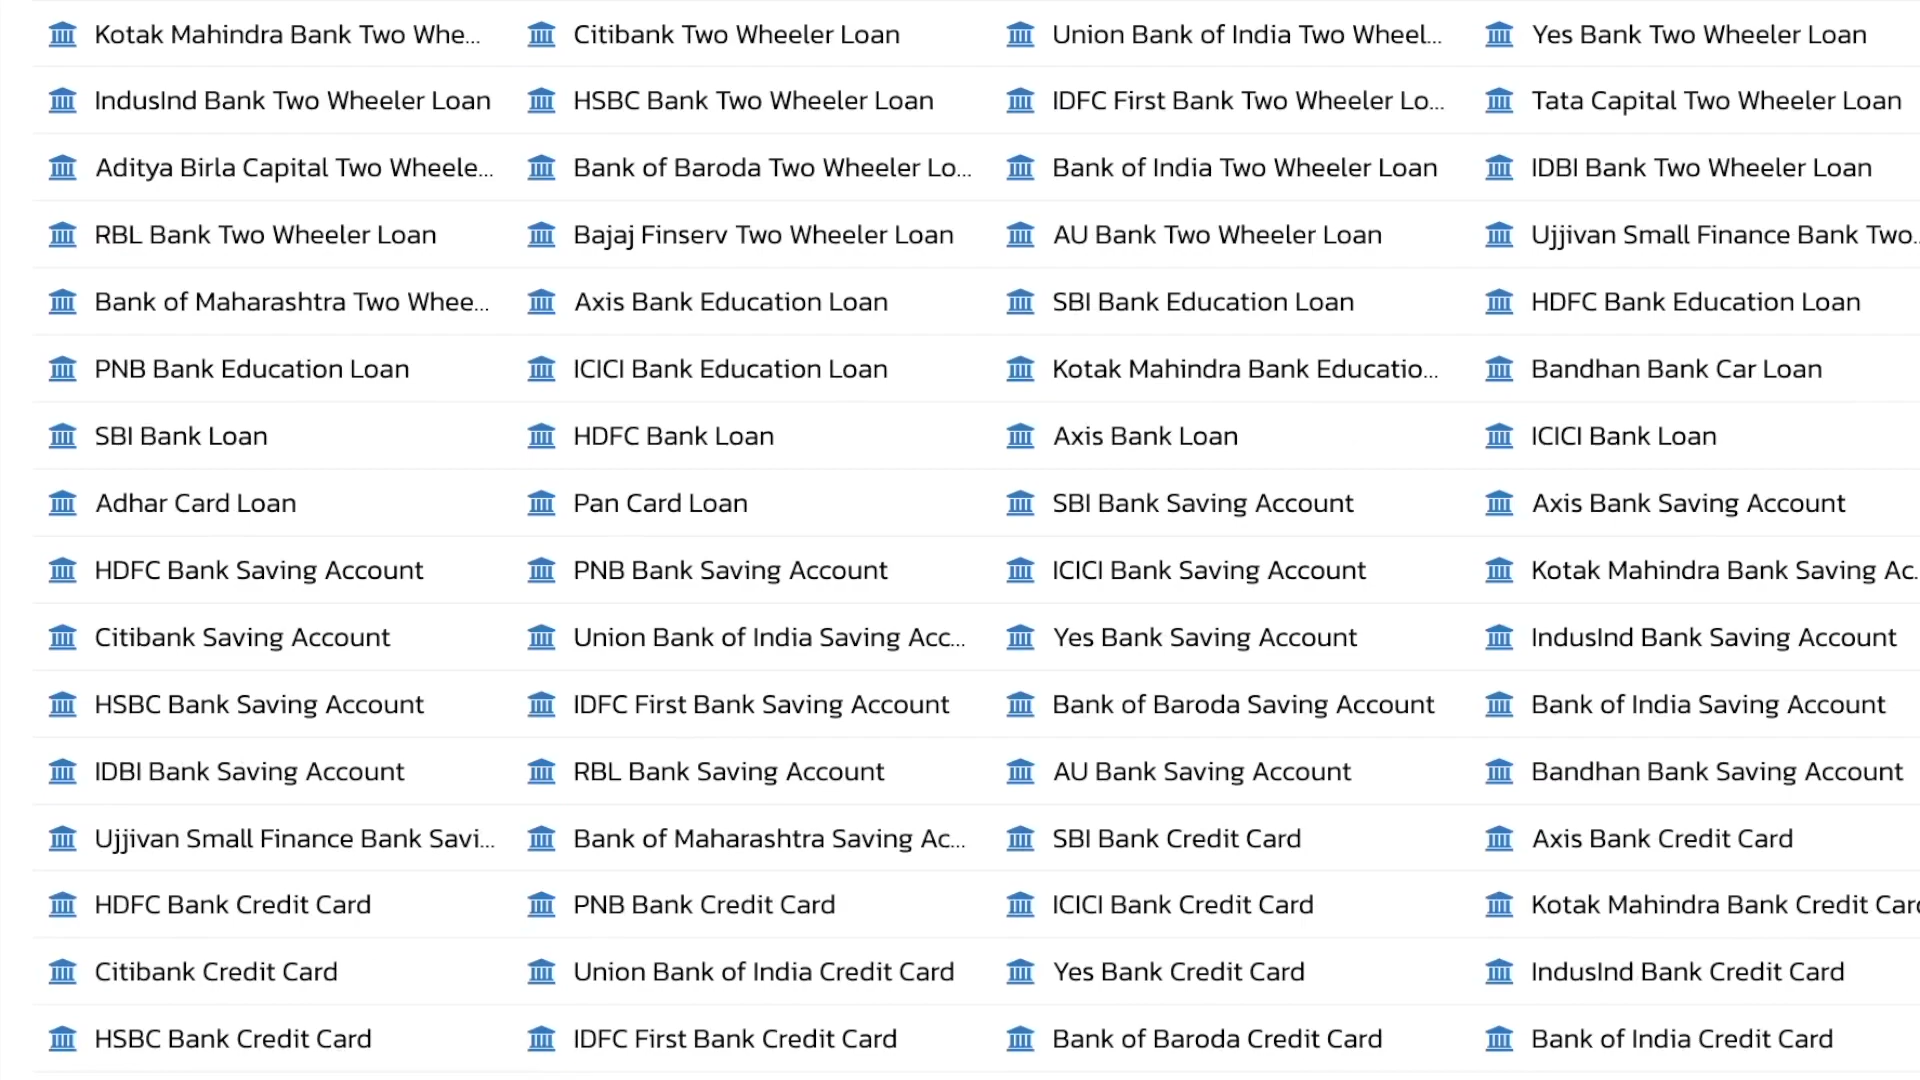 Kotak Mahindra Bank Two Whe...
Citibank Two Wheeler Loan
Union Bank of India Two Wheel...
Yes Bank Two Wheeler Loan
IndusInd Bank Two Wheeler Loan
HSBC Bank Two Wheeler Loan
IDFC First Bank Two Wheeler Lo...
Tata Capital Two Wheeler Loan
Aditya Birla Capital Two Wheele...
Bank of Baroda Two Wheeler Lo...
Bank of India Two Wheeler Loan
IDBI Bank Two Wheeler Loan
RBL Bank Two Wheeler Loan
Bajaj Finserv Two Wheeler Loan
AU Bank Two Wheeler Loan
Ujjivan Small Finance Bank Two..
Bank of Maharashtra Two Whee...
Axis Bank Education Loan
SBI Bank Education Loan
HDFC Bank Education Loan
PNB Bank Education Loan
ICICI Bank Education Loan
Kotak Mahindra Bank Educatio...
Bandhan Bank Car Loan
SBI Bank Loan
HDFC Bank Loan
Axis Bank Loan
ICICI Bank Loan
Adhar Card Loan
Pan Card Loan
SBI Bank Saving Account
Axis Bank Saving Account
HDFC Bank Saving Account
PNB Bank Saving Account
ICICI Bank Saving Account
Kotak Mahindra Bank Saving Ac.
Citibank Saving Account
Union Bank of India Saving Acc...
Yes Bank Saving Account
IndusInd Bank Saving Account
HSBC Bank Saving Account
IDFC First Bank Saving Account
Bank of Baroda Saving Account
Bank of India Saving Account
IDBI Bank Saving Account
RBL Bank Saving Account
AU Bank Saving Account
Bandhan Bank Saving Account
Ujjivan Small Finance Bank Savi...
Bank of Maharashtra Saving Ac...
SBI Bank Credit Card
Axis Bank Credit Card
HDFC Bank Credit Card
PNB Bank Credit Card
ICICI Bank Credit Card
Kotak Mahindra Bank Credit Card
Citibank Credit Card
Union Bank of India Credit Card
Yes Bank Credit Card
IndusInd Bank Credit Card
HSBC Bank Credit Card
IDFC First Bank Credit Card
Bank of Baroda Credit Card
Bank of India Credit Card